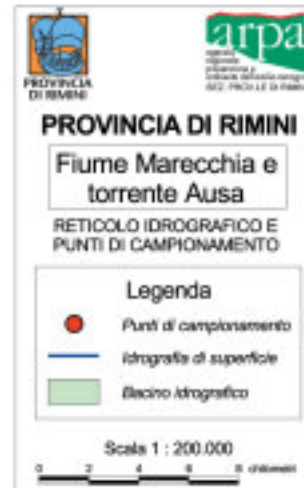 PROVINCIA
DI RIMINI
arpa
PROVINCIA DI RIMINI
Fiume Marecchia e
torrente Ausa
RETICOLO IDROGRAFICO E
PUNTI DI CAMPIONAMENTO
Legenda
Punti di campionamento
Idrografia di superficie
Bacino idrografico
Scala 1 : 200.000
0 2 4 6 8 chilometri